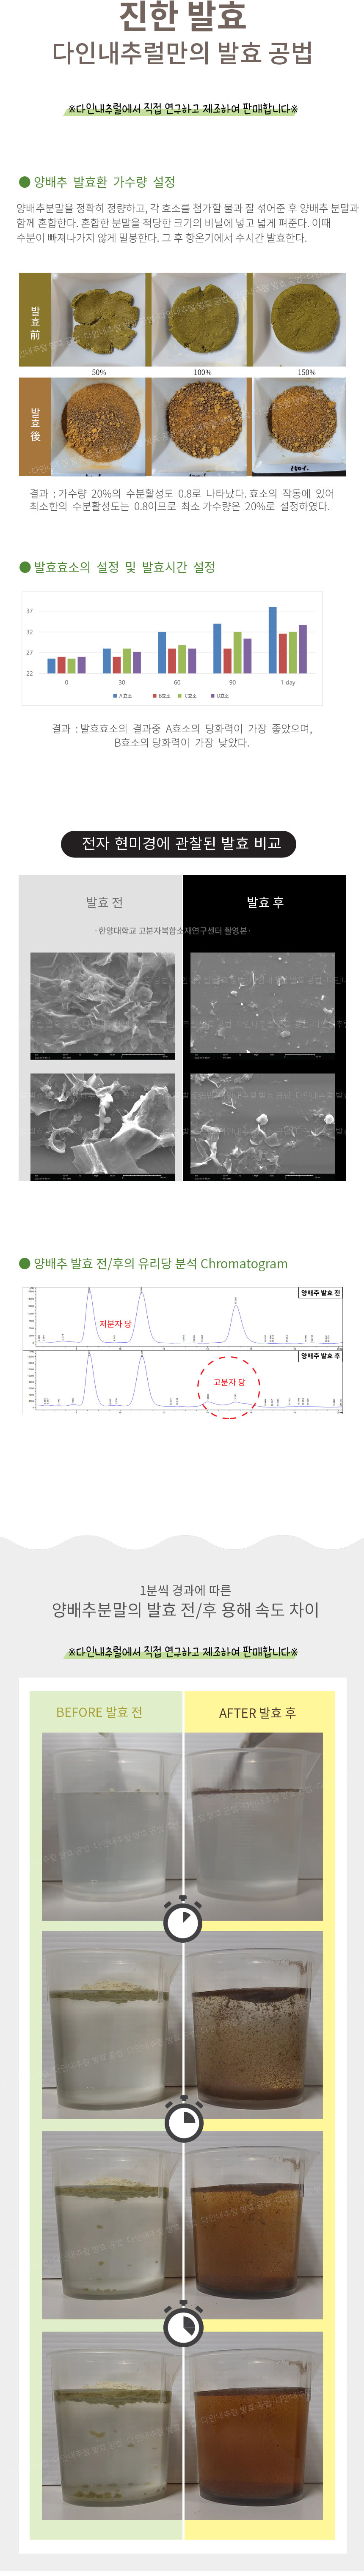 진한 발효
다인내추럴만의 발효 공법
※다인내추럴에서 직접 연구하고 제조하여 판매합니다※
양배추 발효환 가수량 설정
양배추분말을 정확히 정량하고, 각 효소를 첨가할 물과 잘 섞어준 후 양배추 분말과
함께 혼합한다. 혼합한 분말을 적당한 크기의 비닐에 넣고 넓게 펴준다. 이때
수분이 빠져나가지 않게 밀봉한다. 그 후 항온기에서 수시간 발효한다.
발효前
50% 100% 150%
발효後
결과 : 가수량 20%의 수분활성도 0.8로 나타났다. 효소의 작동에 있어
최소한의 수분활성도는 0.8이므로 최소 가수량은 20%로 설정하였다.
발효효소의 설정 및 발효시간 설정
37
32
27
22
0 30 60 90 1 day
A효소 B효소 C효소 D효소
결과 : 발효효소의 결과중 A효소의 당화력이 가장 좋았으며,
B효소의 당화력이 가장 낮았다.
전자 현미경에 관찰된 발효 비교
발효 전 발효 후
·한양대학교 고분자복합소재연구센터 촬영본·
양배추 발효 전/후의 유리당 분석 Chromatogram
양배추 발효 전
저분자 당
양배추 발효 후
고분자 당
1분씩 경과에 따른
양배추분말의 발효 전/후 용해 속도 차이
※다인내추럴에서 직접 연구하고 제조하여 판매합니다※
BEFORE 발효 전 AFTER 발효 후